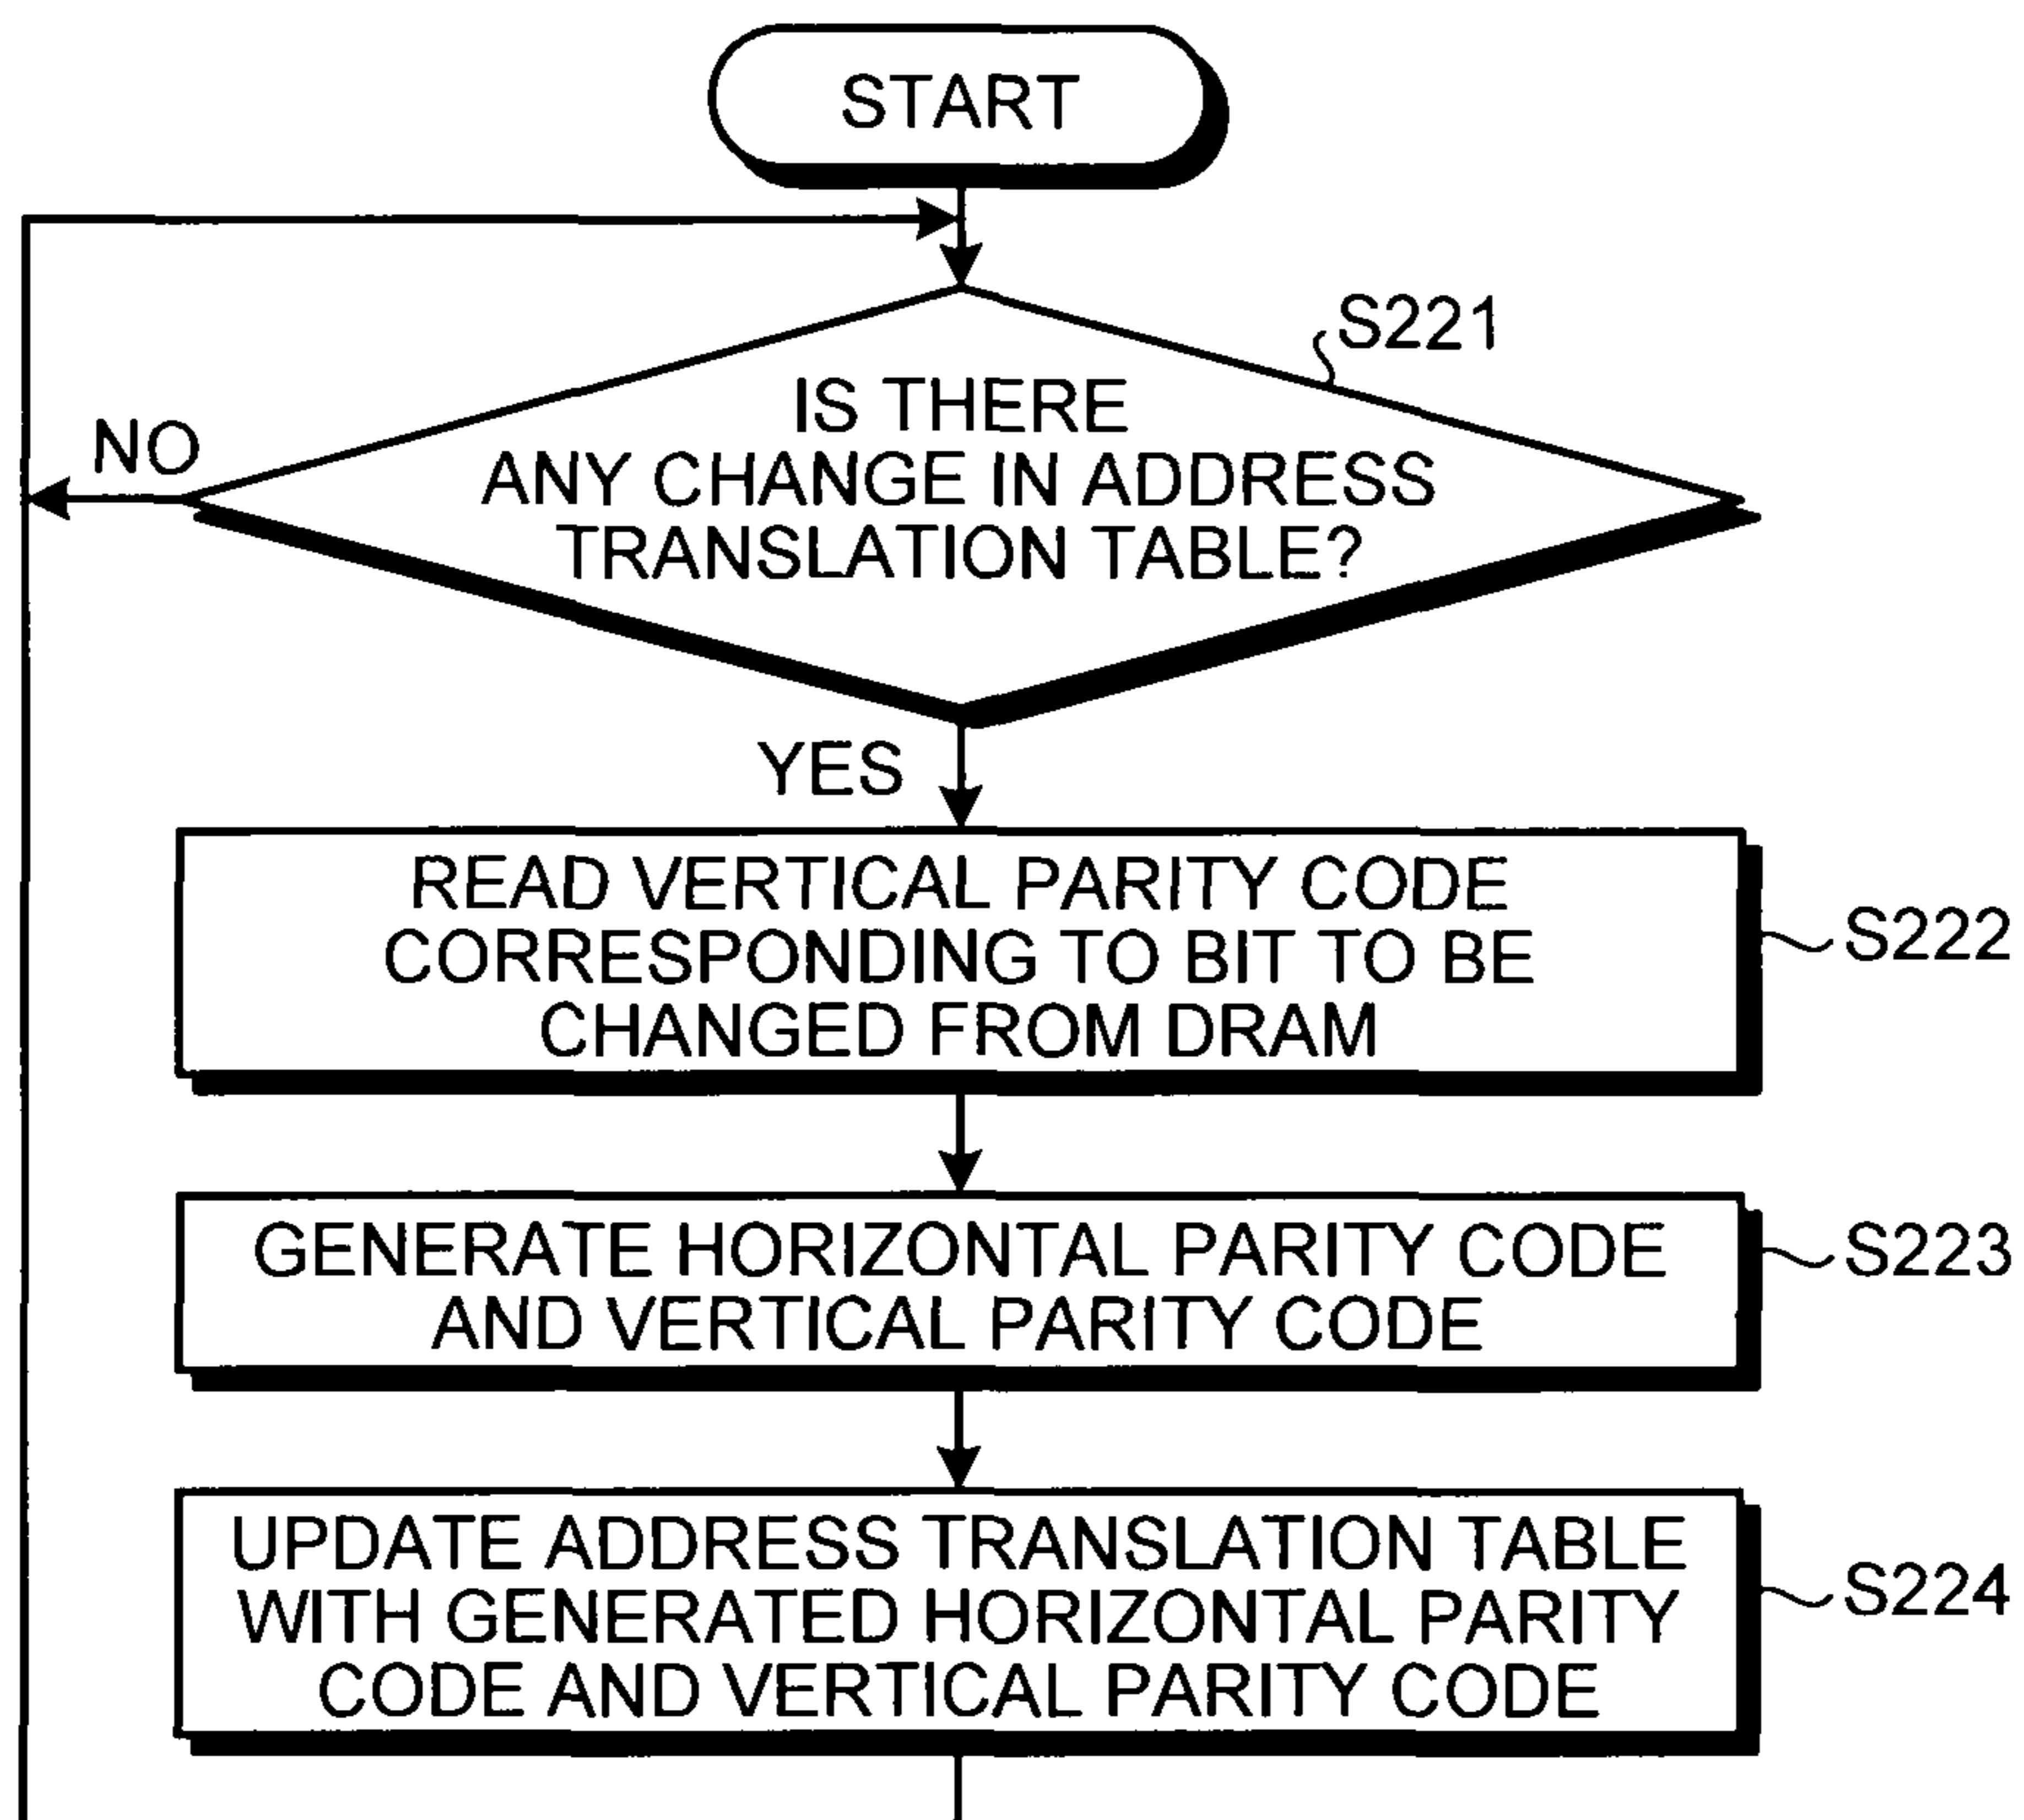 START
S221
IS THERE
ANY CHANGE IN ADDRESS
TRANSLATION TABLE?
NO
YES
READ VERTICAL PARITY CODE
CORRESPONDING TO BIT TO BE
CHANGED FROM DRAM
S222
GENERATE HORIZONTAL PARITY CODE
AND VERTICAL PARITY CODE
S223
UPDATE ADDRESS TRANSLATION TABLE
WITH GENERATED HORIZONTAL PARITY
CODE AND VERTICAL PARITY CODE
S224